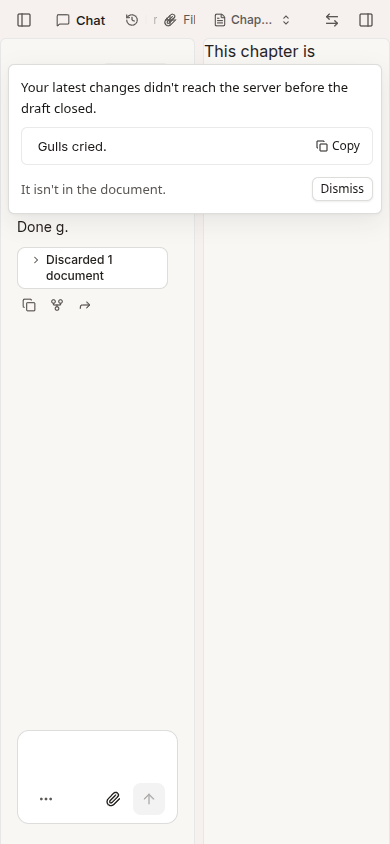 Chat
Fil
Chap...
This chapter is
Your latest changes didn't reach the server before the
draft closed.
Gulls cried.
Copy
It isn't in the document.
Dismiss
Done g.
Discarded 1
document